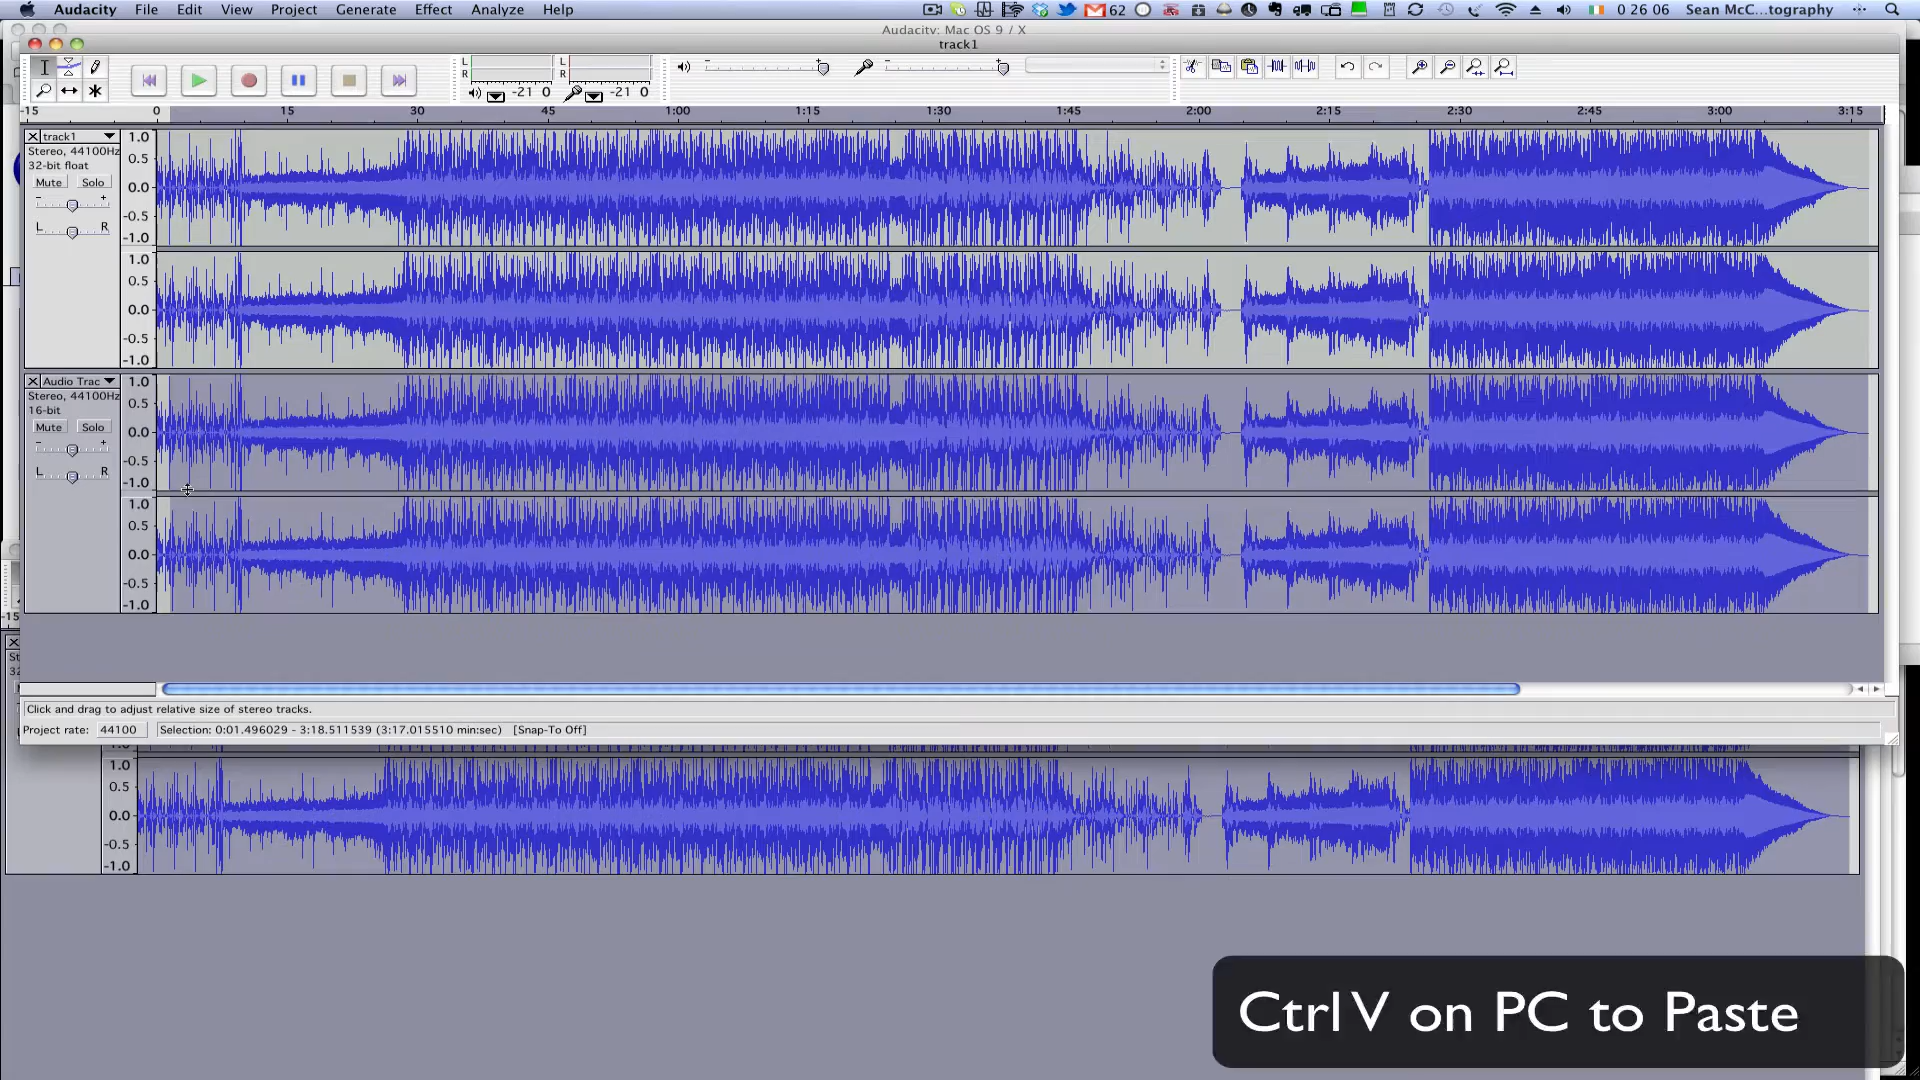 Audacity File Edit View Project Generate Effect Analyze Help 62 0 26 06 Sean McC...tography
Audacity: Mac OS 9 / X
track1
L
R
L
R
-21 0
-21 0
-15 0 15 30 45 1:00 1:15 1:30 1:45 2:00 2:15 2:30 2:45 3:00 3:15
track1
Stereo, 44100Hz
32-bit float
Mute Solo
- +
L R
1.0
0.5
0.0
-0.5
-1.0
1.0
0.5
0.0
-0.5
-1.0
Audio Trac
Stereo, 44100Hz
16-bit
Mute Solo
- +
L R
1.0
0.5
0.0
-0.5
-1.0
1.0
0.5
0.0
-0.5
-1.0
Click and drag to adjust relative size of stereo tracks.
Project rate: 44100 Selection: 0:01.496029 - 3:18.511539 (3:17.015510 min:sec) [Snap-To Off]
1.0
0.5
0.0
-0.5
-1.0
Ctrl V on PC to Paste